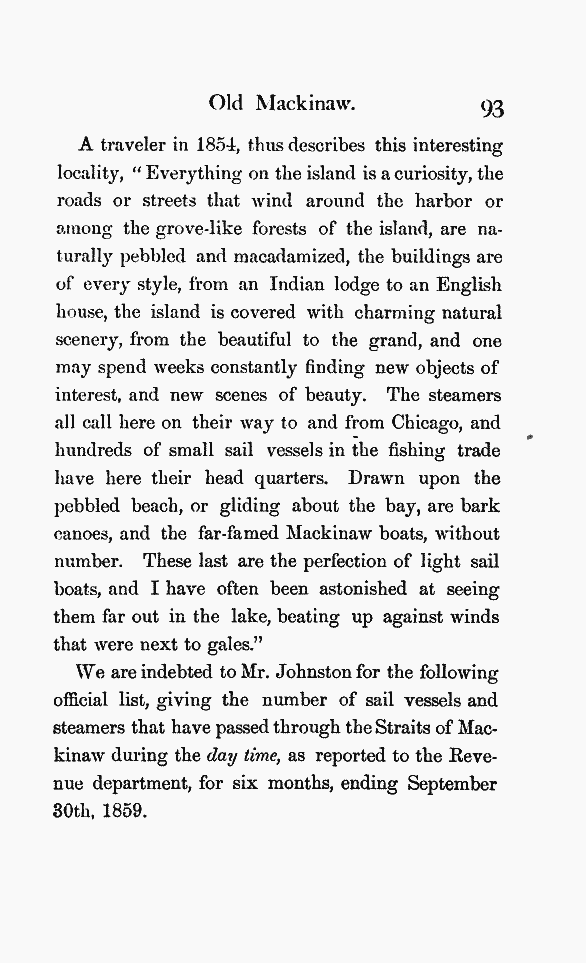 Old Mackinaw. 93
A traveler in 1854, thus describes this interesting
locality, "Everything on the island is a curiosity, the
roads or streets that wind around the harbor or
among the grove-like forests of the island, are na-
turally pebbled and macadamized, the buildings are
of every style, from an Indian lodge to an English
house, the island is covered with charming natural
scenery, from the beautiful to the grand, and one
may spend weeks constantly finding new objects of
interest, and new scenes of beauty. The steamers
all call here on their way to and from Chicago, and
hundreds of small sail vessels in the fishing trade
have here their head quarters. Drawn upon the
pebbled beach, or gliding about the bay, are bark
canoes, and the far-famed Mackinaw boats, without
number. These last are the perfection of light sail
boats, and I have often been astonished at seeing
them far out in the lake, beating up against winds
that were next to gales."
We are indebted to Mr. Johnston for the following
official list, giving the number of sail vessels and
steamers that have passed through the Straits of Mac-
kinaw during the day time, as reported to the Reve-
nue department, for six months, ending September
30th, 1859.